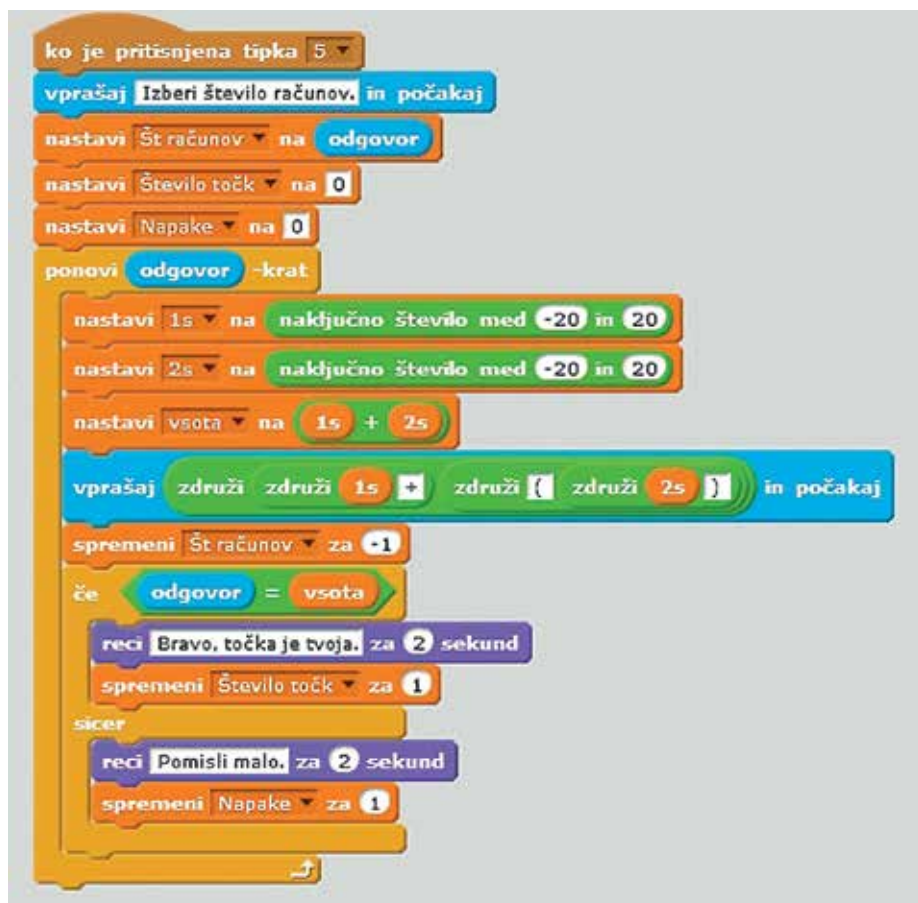 ko je pritisnjena tipka 5
vprašaj Izberi število računov. in počakaj
nastavi Št računov na odgovor
nastavi Število točk na 0
nastavi Napake na 0
ponovi odgovor -krat
nastavi 1s na naključno število med -20 in 20
nastavi 2s na naključno število med -20 in 20
nastavi vsota na 1s + 2s
vprašaj združi združi 1s + združi ( združi 2s ) in počakaj
spremeni Št računov za -1
če odgovor = vsota
reci Bravo, točka je tvoja. za 2 sekund
spremeni Število točk za 1
sicer
reci Pomisli malo. za 2 sekund
spremeni Napake za 1